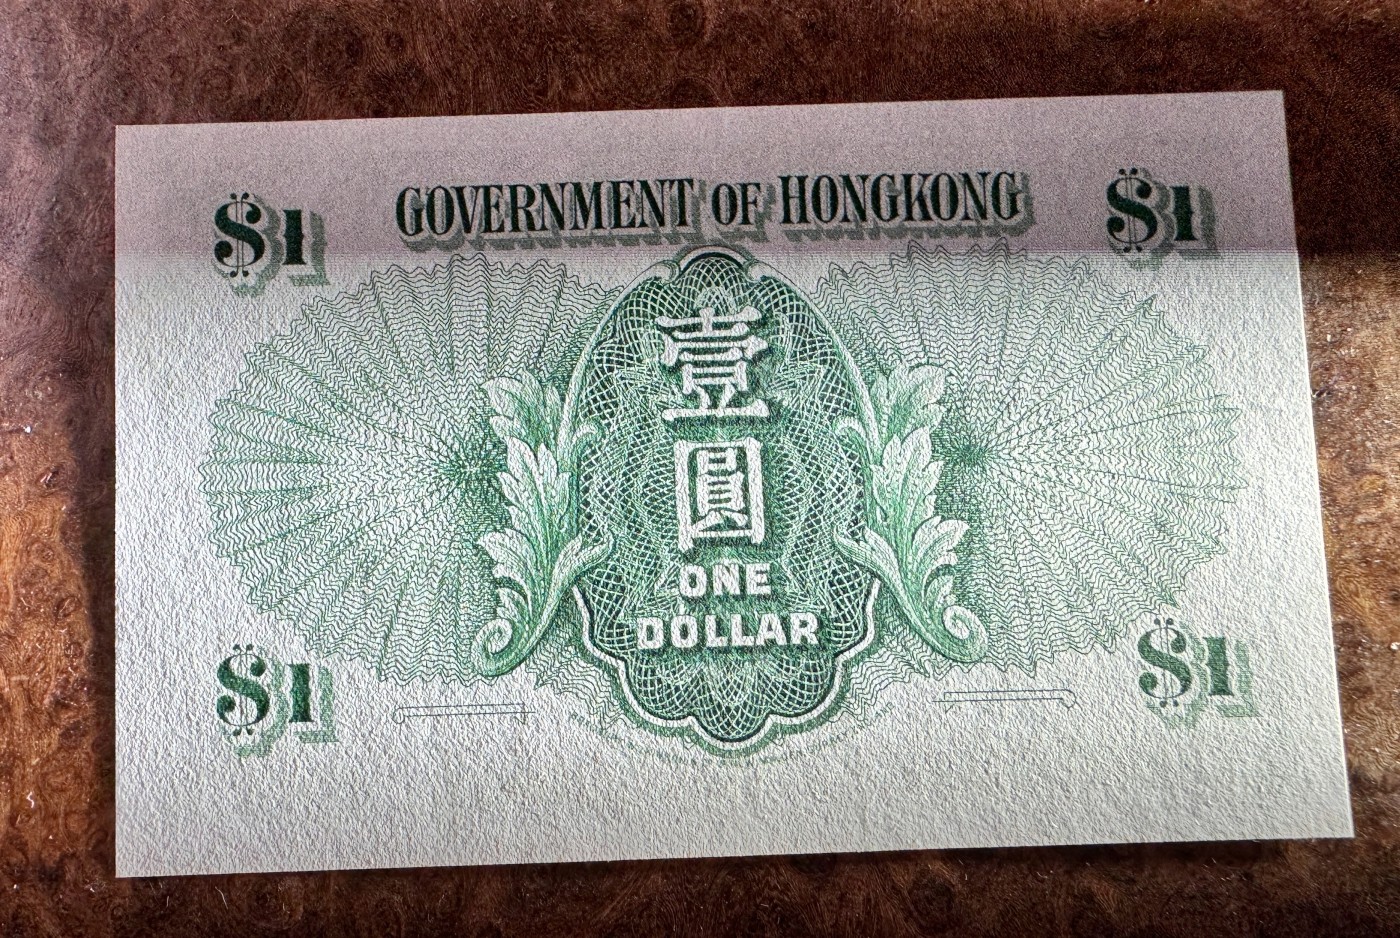 $1 GOVERNMENT OF HONGKONG $1
壹
圓
ONE
DOLLAR
$1 $1